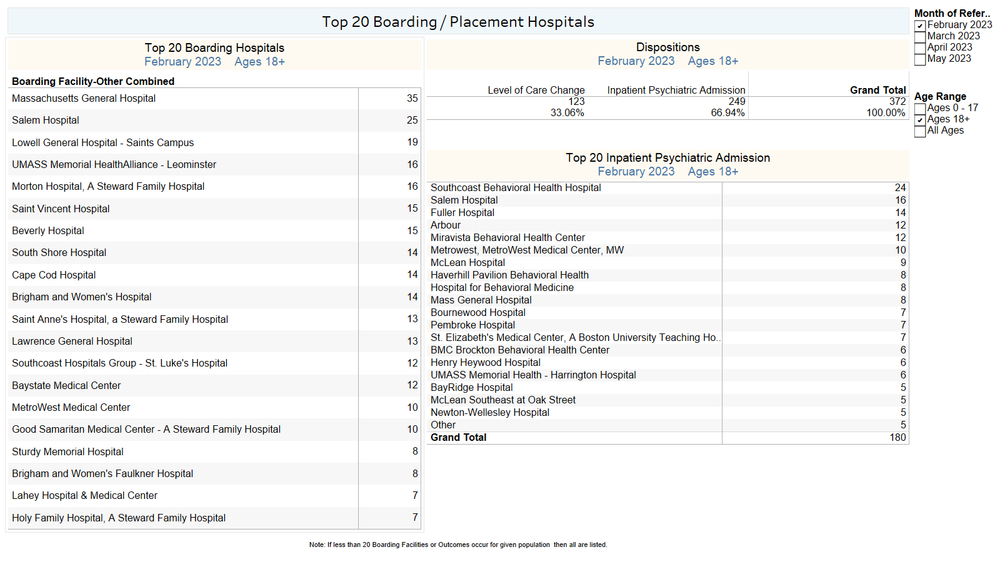 Top 20 Boarding / Placement Hospitals
Top 20 Boarding Hospitals
February 2023 Ages 18+
Boarding Facility-Other Combined
Massachusetts General Hospital 35
Salem Hospital 25
Lowell General Hospital - Saints Campus 19
UMASS Memorial HealthAlliance - Leominster 16
Morton Hospital, A Steward Family Hospital 16
Saint Vincent Hospital 15
Beverly Hospital 15
South Shore Hospital 14
Cape Cod Hospital 14
Brigham and Women's Hospital 14
Saint Anne's Hospital, a Steward Family Hospital 13
Lawrence General Hospital 13
Southcoast Hospitals Group - St. Luke's Hospital 12
Baystate Medical Center 12
MetroWest Medical Center 10
Good Samaritan Medical Center - A Steward Family Hospital 10
Sturdy Memorial Hospital 8
Brigham and Women's Faulkner Hospital 8
Lahey Hospital & Medical Center 7
Holy Family Hospital, A Steward Family Hospital 7
Dispositions
February 2023 Ages 18+
Level of Care Change Inpatient Psychiatric Admission Grand Total
123 249 372
33.06% 66.94% 100.00%
Top 20 Inpatient Psychiatric Admission
February 2023 Ages 18+
Southcoast Behavioral Health Hospital 24
Salem Hospital 16
Fuller Hospital 14
Arbour 12
Miravista Behavioral Health Center 12
Metrowest, MetroWest Medical Center, MW 10
McLean Hospital 9
Haverhill Pavilion Behavioral Health 8
Hospital for Behavioral Medicine 8
Mass General Hospital 8
Bournewood Hospital 7
Pembroke Hospital 7
St. Elizabeth's Medical Center, A Boston University Teaching Ho.. 7
BMC Brockton Behavioral Health Center 6
Henry Heywood Hospital 6
UMASS Memorial Health - Harrington Hospital 6
BayRidge Hospital 5
McLean Southeast at Oak Street 5
Newton-Wellesley Hospital 5
Other 5
Grand Total 180
Month of Refer..
February 2023
March 2023
April 2023
May 2023
Age Range
Ages 0 - 17
Ages 18+
All Ages
Note: If less than 20 Boarding Facilities or Outcomes occur for given population then all are listed.